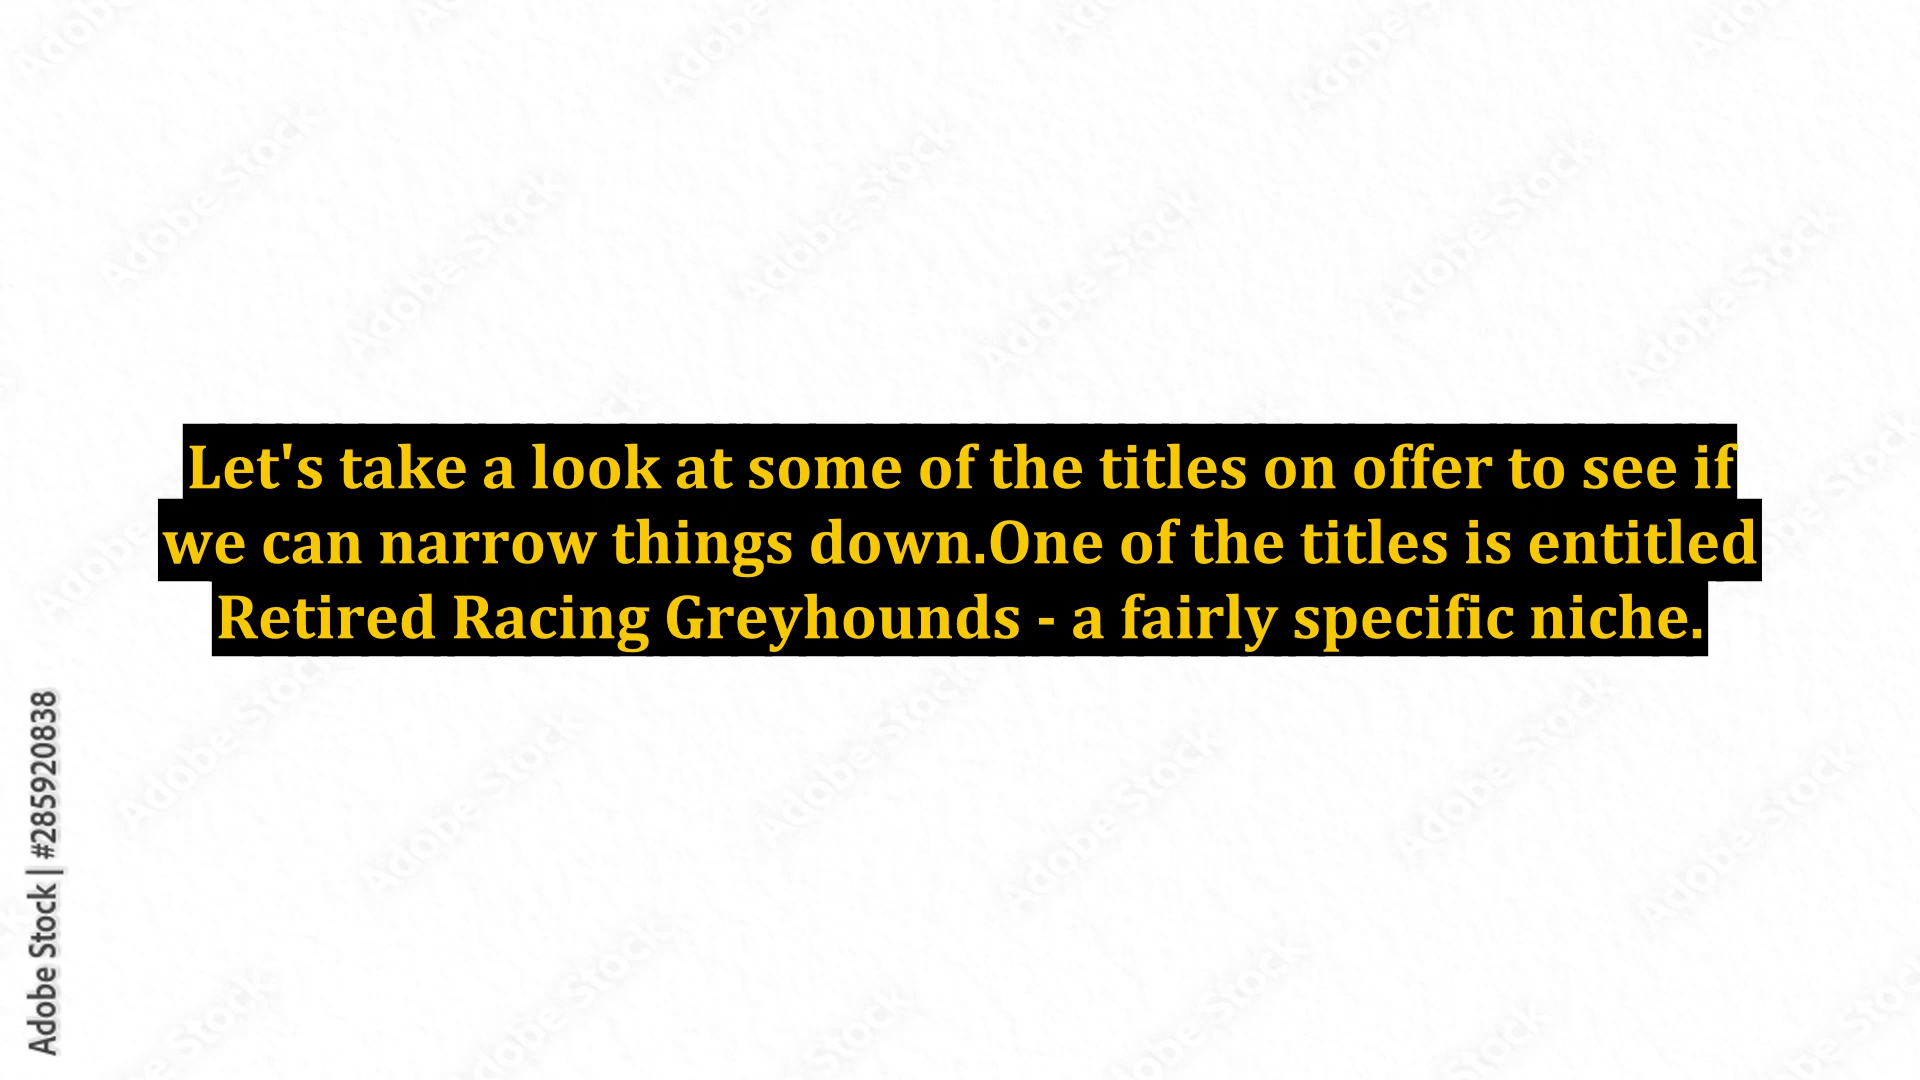 Let's take a look at some of the titles on offer to see if
we can narrow things down.One of the titles is entitled
Retired Racing Greyhounds - a fairly specific niche.
Adobe Stock | #285920838